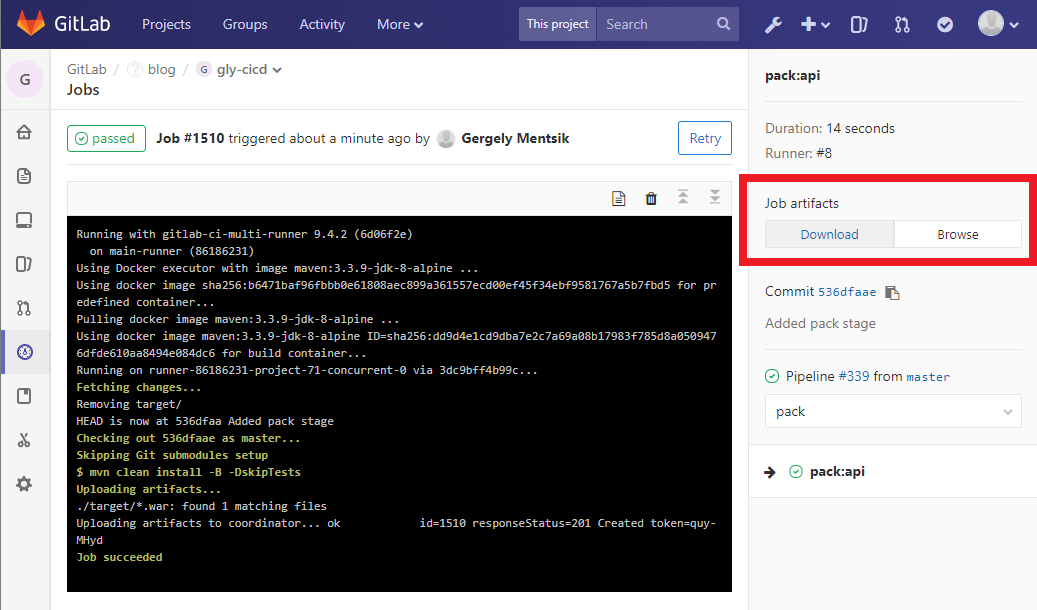 GitLab Projects Groups Activity More This project Search
G GitLab / blog / G gly-cicd
Jobs
passed Job #1510 triggered about a minute ago by Gergely Mentsik Retry
Running with gitlab-ci-multi-runner 9.4.2 (6d06f2e)
on main-runner (86186231)
Using Docker executor with image maven:3.3.9-jdk-8-alpine ...
Using docker image sha256:b6471baf96fbbb0e61808aec899a361557ecd00ef45f34ebf9581767a5b7fbd5 for pr
edefined container...
Pulling docker image maven:3.3.9-jdk-8-alpine ...
Using docker image maven:3.3.9-jdk-8-alpine ID=sha256:dd9d4e1cd9dba7e2c7a69a08b17983f785d8a050947
6dfde610aa8494e084dc6 for build container...
Running on runner-86186231-project-71-concurrent-0 via 3dc9bff4b99c...
Fetching changes...
Removing target/
HEAD is now at 536dfaa Added pack stage
Checking out 536dfaae as master...
Skipping Git submodules setup
$ mvn clean install -B -DskipTests
Uploading artifacts...
./target/*.war: found 1 matching files
Uploading artifacts to coordinator... ok id=1510 responseStatus=201 Created token=quy-
MHyd
Job succeeded
pack:api
Duration: 14 seconds
Runner: #8
Job artifacts
Download Browse
Commit 536dfaae
Added pack stage
Pipeline #339 from master
pack
pack:api